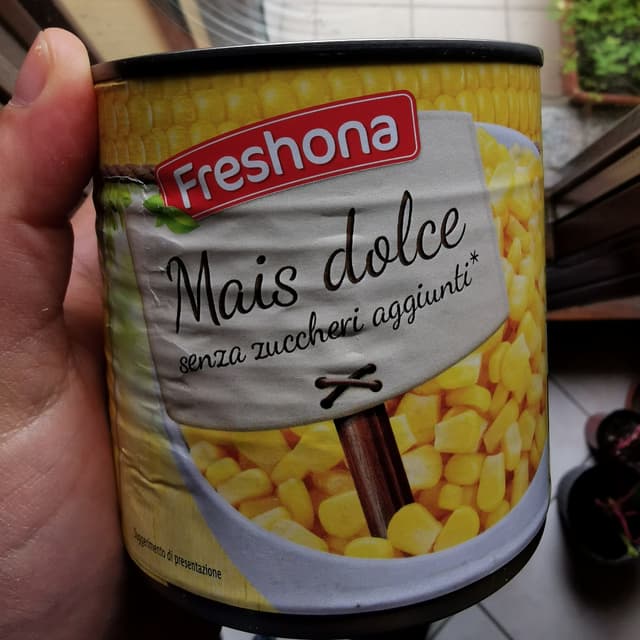 Freshona
Mais dolce
senza zuccheri aggiunti*
Suggerimento di presentazione